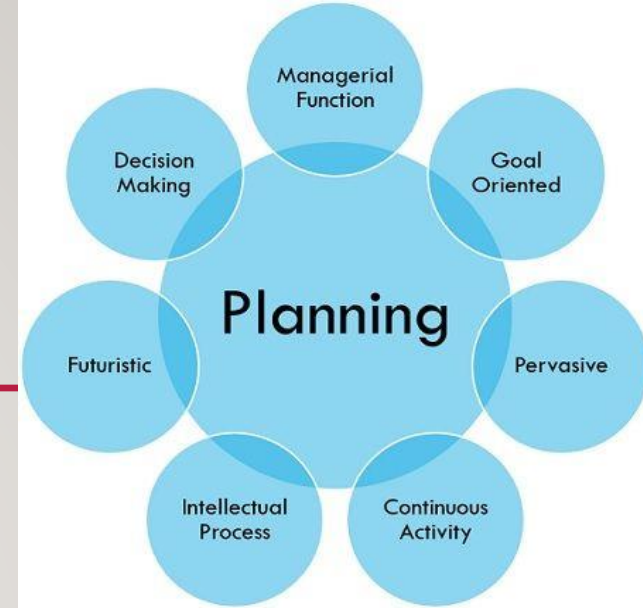 Managerial
Function
Decision
Making
Goal
Oriented
Planning
Futuristic
Pervasive
Intellectual
Process
Continuous
Activity